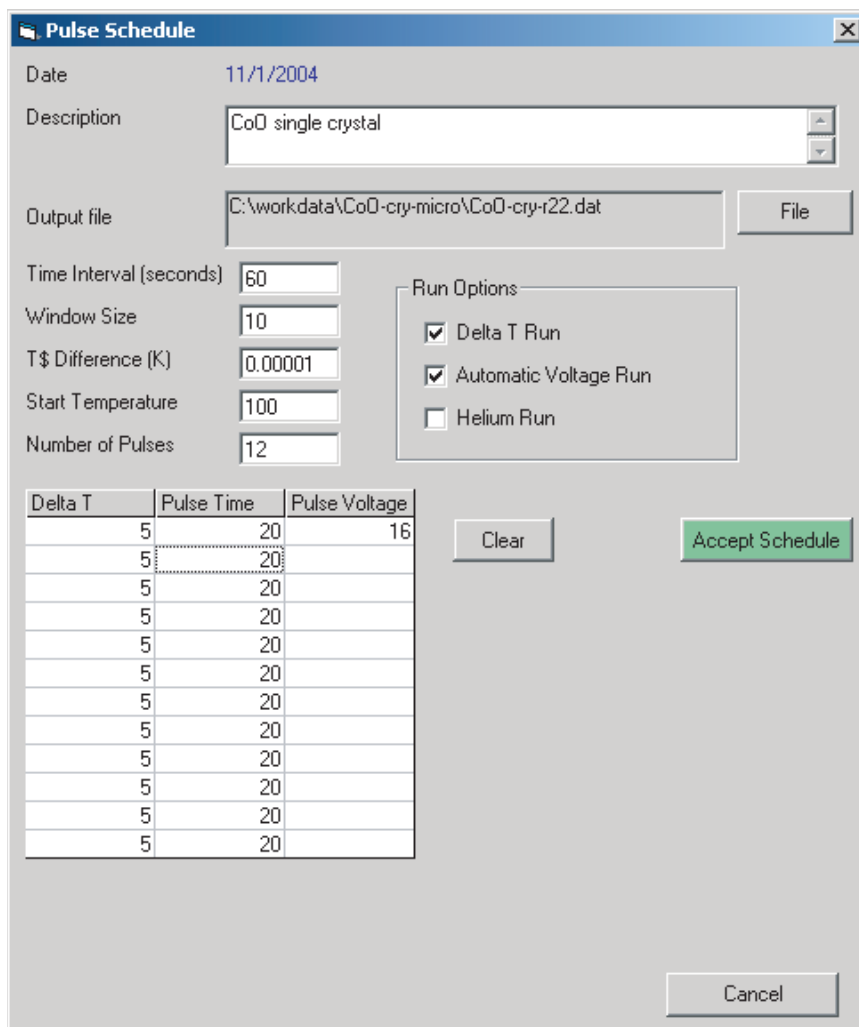 Pulse Schedule
Date 11/1/2004
Description CoO single crystal
Output file C:\workdata\CoO-cry-micro\CoO-cry-r22.dat File
Time Interval (seconds) 60
Window Size 10
T$ Difference (K) 0.00001
Start Temperature 100
Number of Pulses 12
Run Options
Delta T Run
Automatic Voltage Run
Helium Run
Delta T Pulse Time Pulse Voltage
5 20 16
5 20
5 20
5 20
5 20
5 20
5 20
5 20
5 20
5 20
5 20
5 20
Clear
Accept Schedule
Cancel